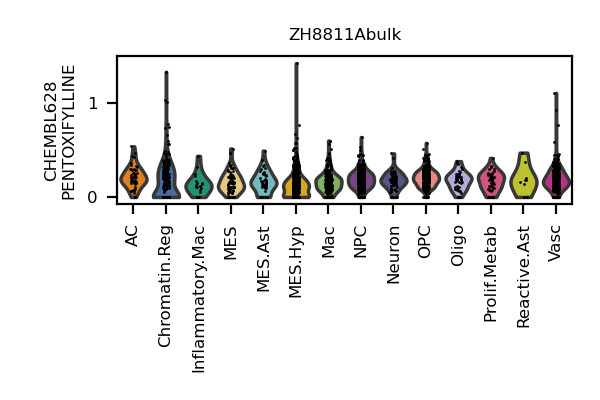 ZH8811Abulk
CHEMBL628
PENTOXIFYLLINE
1
0
AC
Chromatin.Reg
Inflammatory.Mac
MES
MES.Ast
MES.Hyp
Mac
NPC
Neuron
OPC
Oligo
Prolif.Metab
Reactive.Ast
Vasc